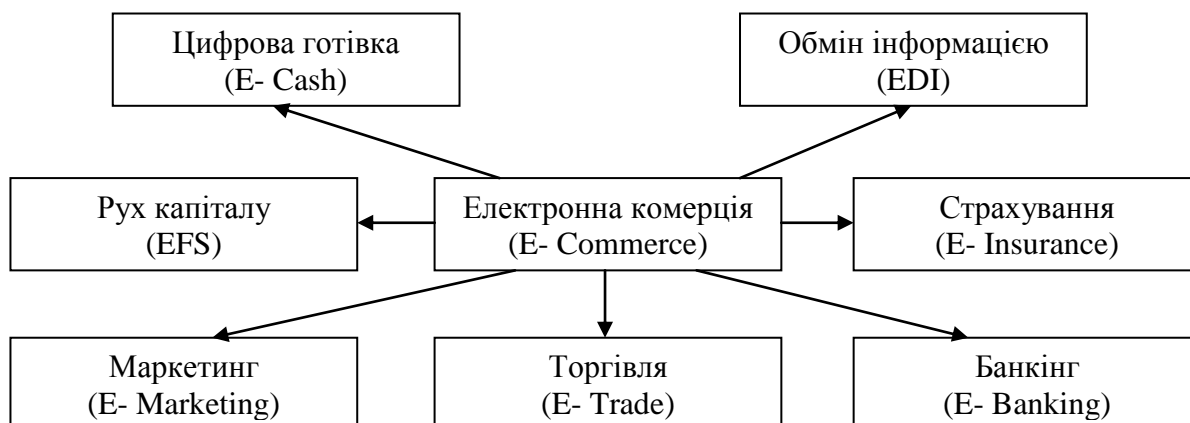 Цифрова готівка
(E- Cash)
Обмін інформацією
(EDI)
Рух капіталу
(EFS)
Електронна комерція
(E- Commerce)
Страхування
(E- Insurance)
Маркетинг
(E- Marketing)
Торгівля
(E- Trade)
Банкінг
(E- Banking)